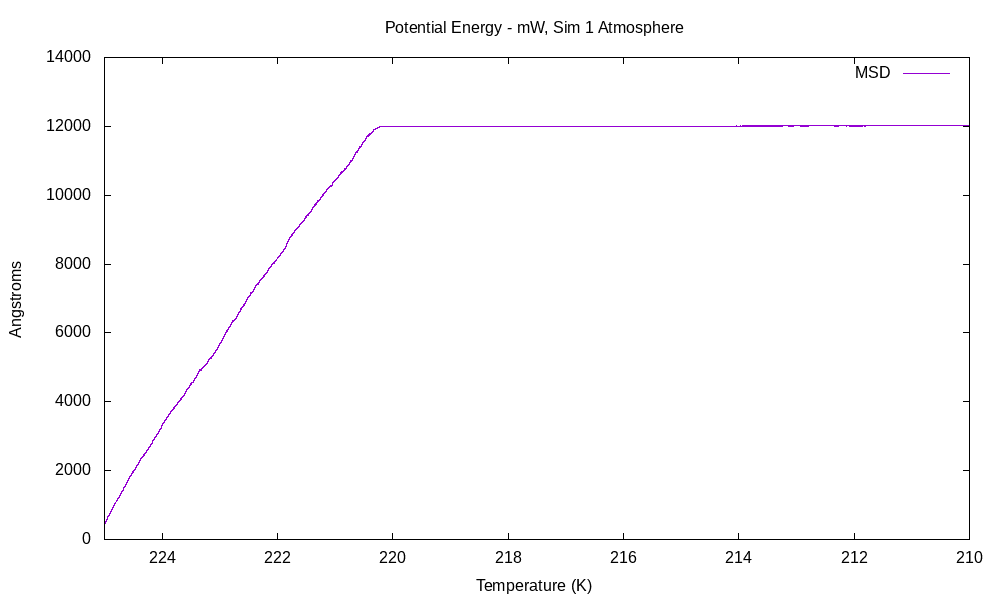 Potential Energy - mW, Sim 1 Atmosphere
14000
MSD
12000
10000
8000
6000
4000
2000
0
Angstroms
224 222 220 218 216 214 212 210
Temperature (K)